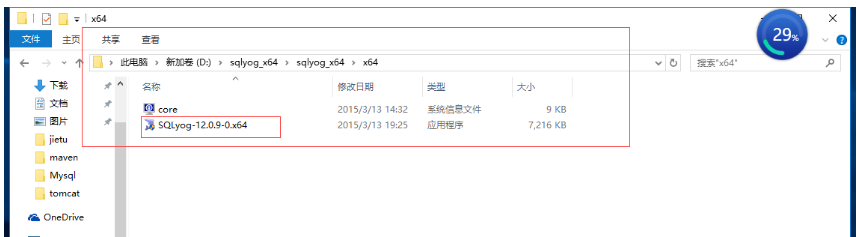 x64
29%
文件 主页 共享 查看
此电脑 > 新加卷 (D:) > sqlyog_x64 > sqlyog_x64 > x64
搜索"x64"
下载
文档
图片
jietu
maven
Mysql
tomcat
OneDrive
名称 修改日期 类型 大小
core 2015/3/13 14:32 系统信息文件 9 KB
SQLyog-12.0.9-0.x64 2015/3/13 19:25 应用程序 7,216 KB